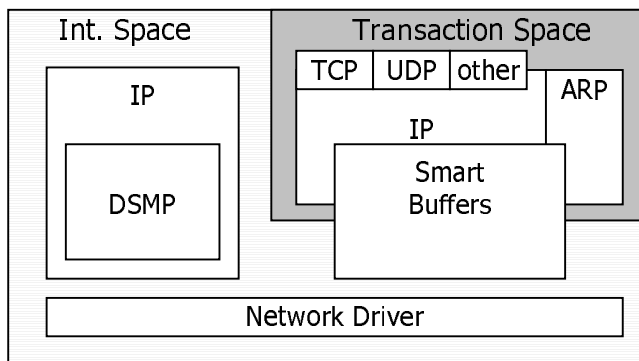 Int. Space
Transaction Space
TCP UDP other
IP
ARP
IP
Smart
Buffers
DSMP
Network Driver